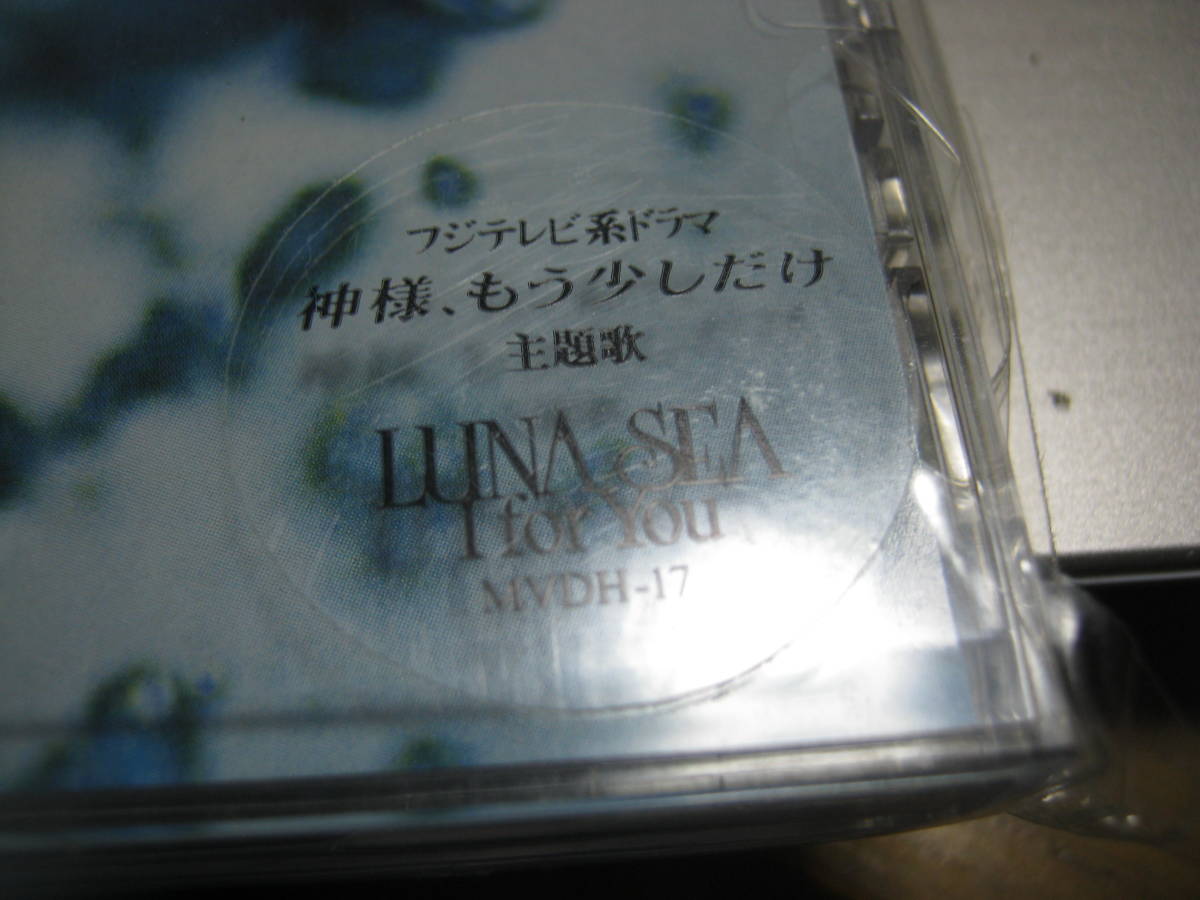 フジテレビ系ドラマ
神様、もう少しだけ
主題歌
LUNA SEA
I for You
MVDH-17